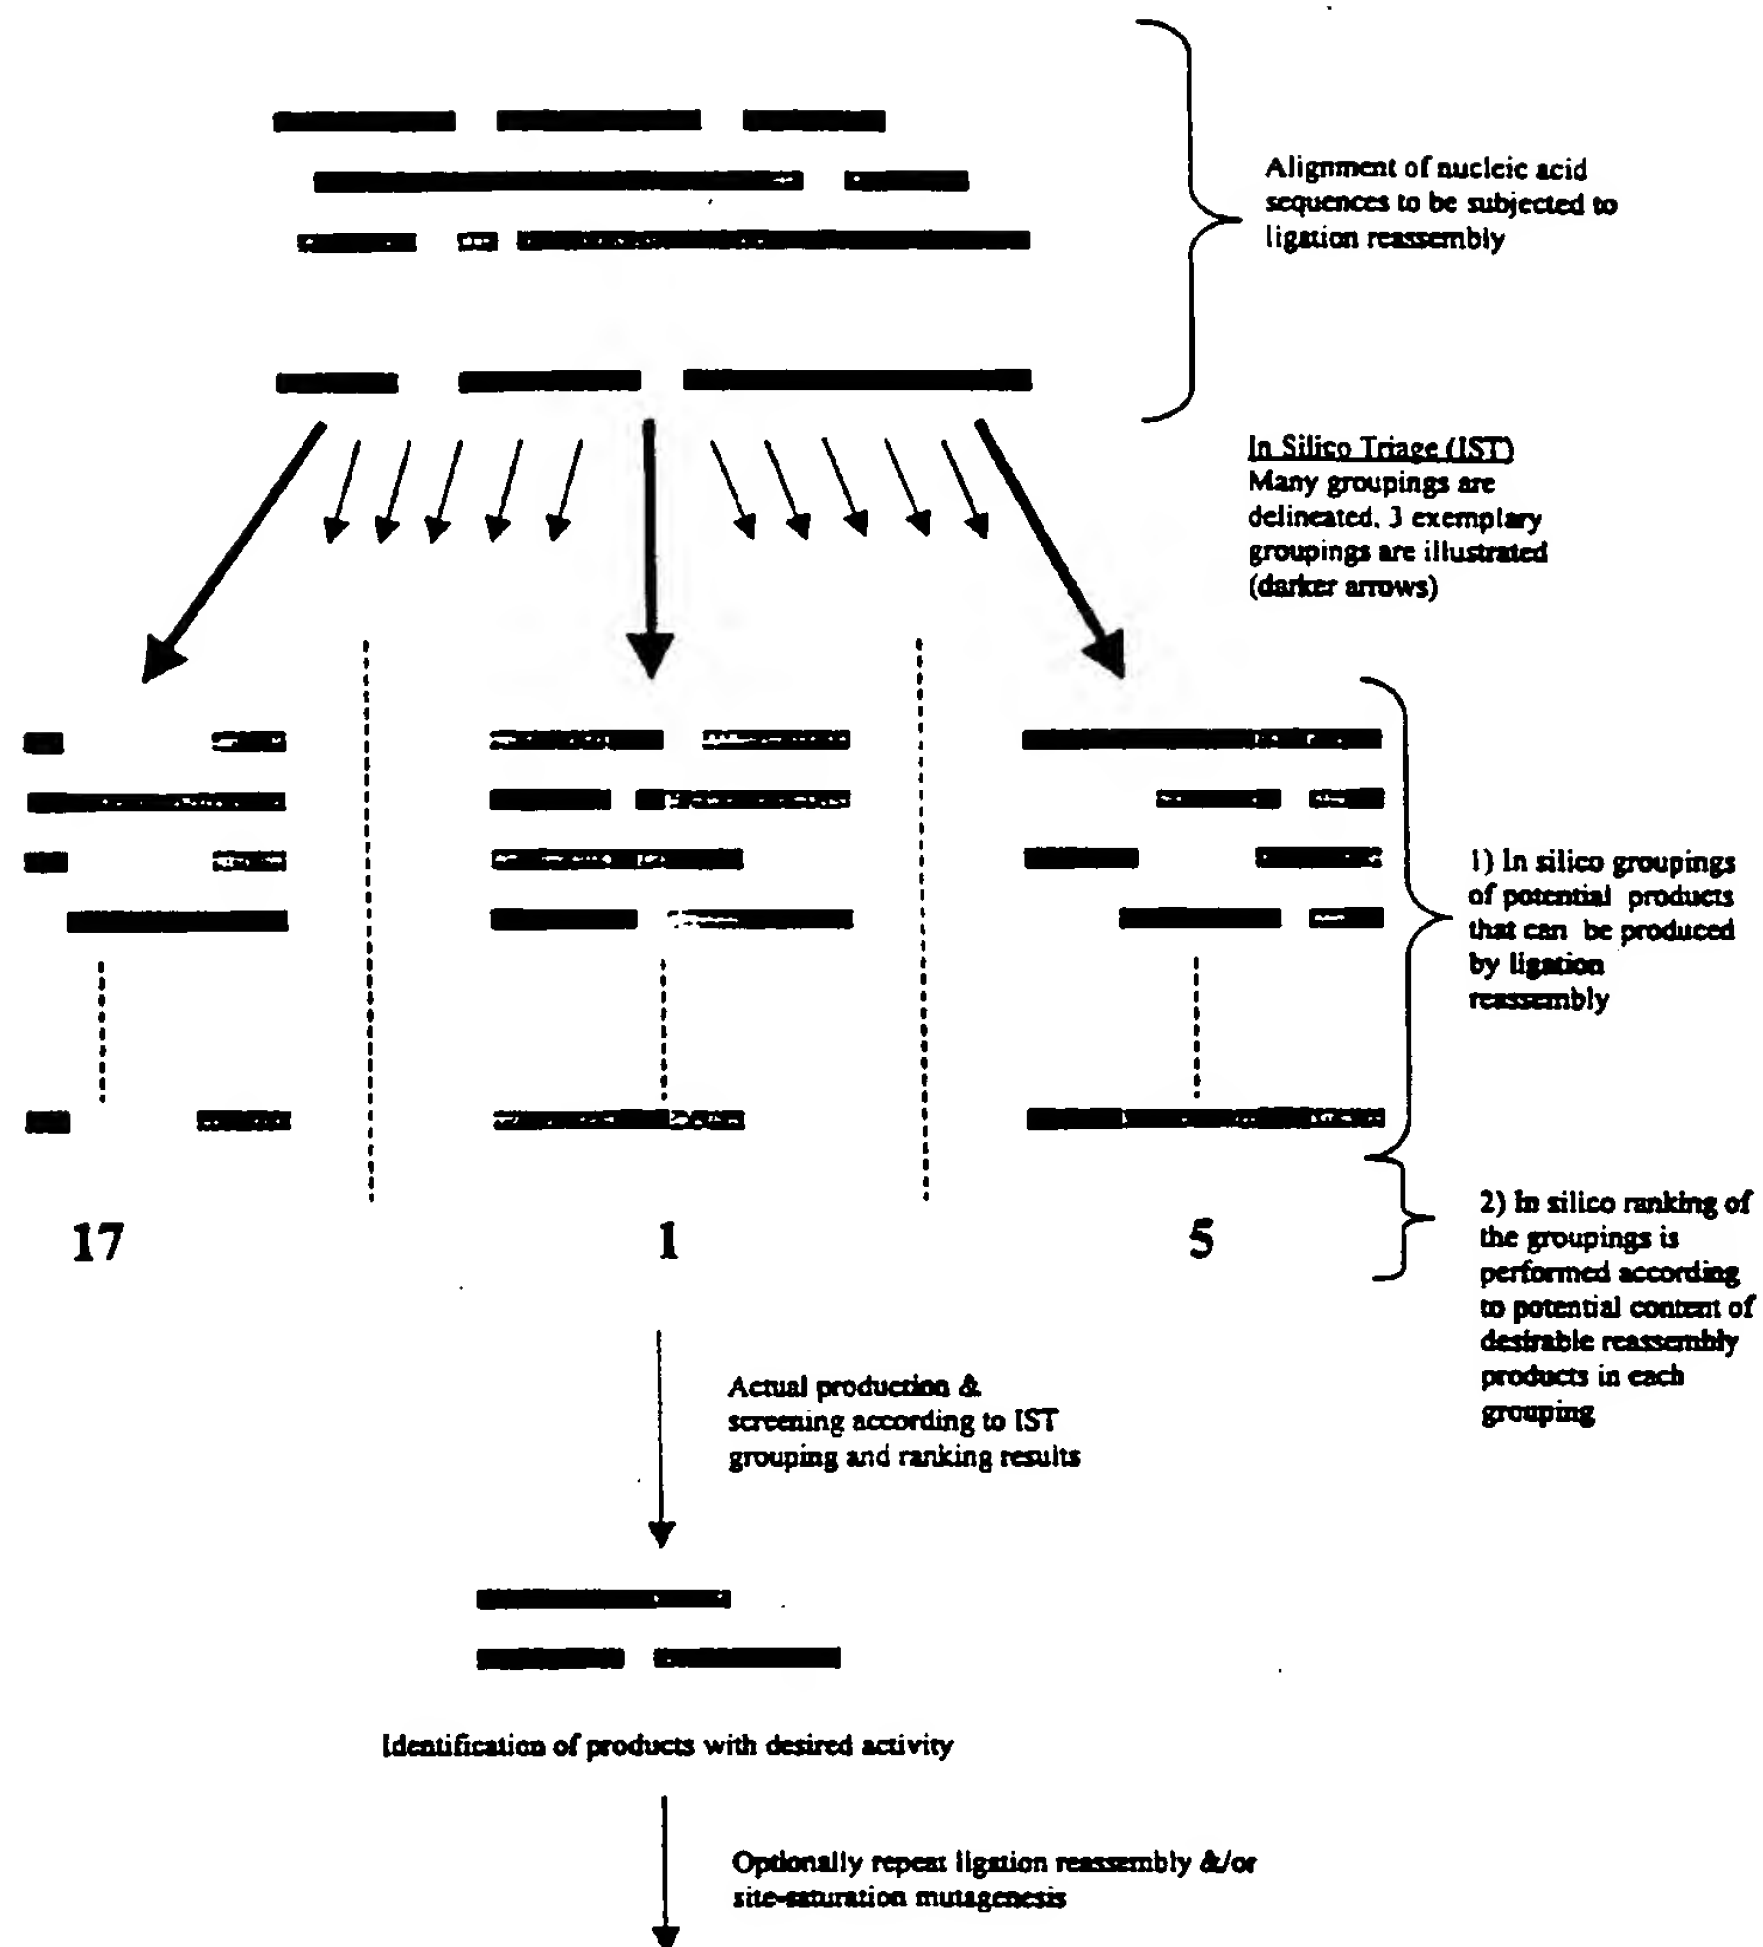 Alignment of nucleic acid
sequences to be subjected to
ligation reassembly
In Silico Triage (IST)
Many groupings are
delineated. 3 exemplary
groupings are illustrated
(darker arrows)
1) In silico groupings
of potential products
that can be produced
by ligation
reassembly
17
1
5
2) In silico ranking of
the groupings is
performed according
to potential content of
desirable reassembly
products in each
grouping
Actual production &
screening according to IST
grouping and ranking results
Identification of products with desired activity
Optionally repeat ligation reassembly &/or
site-saturation mutagenesis